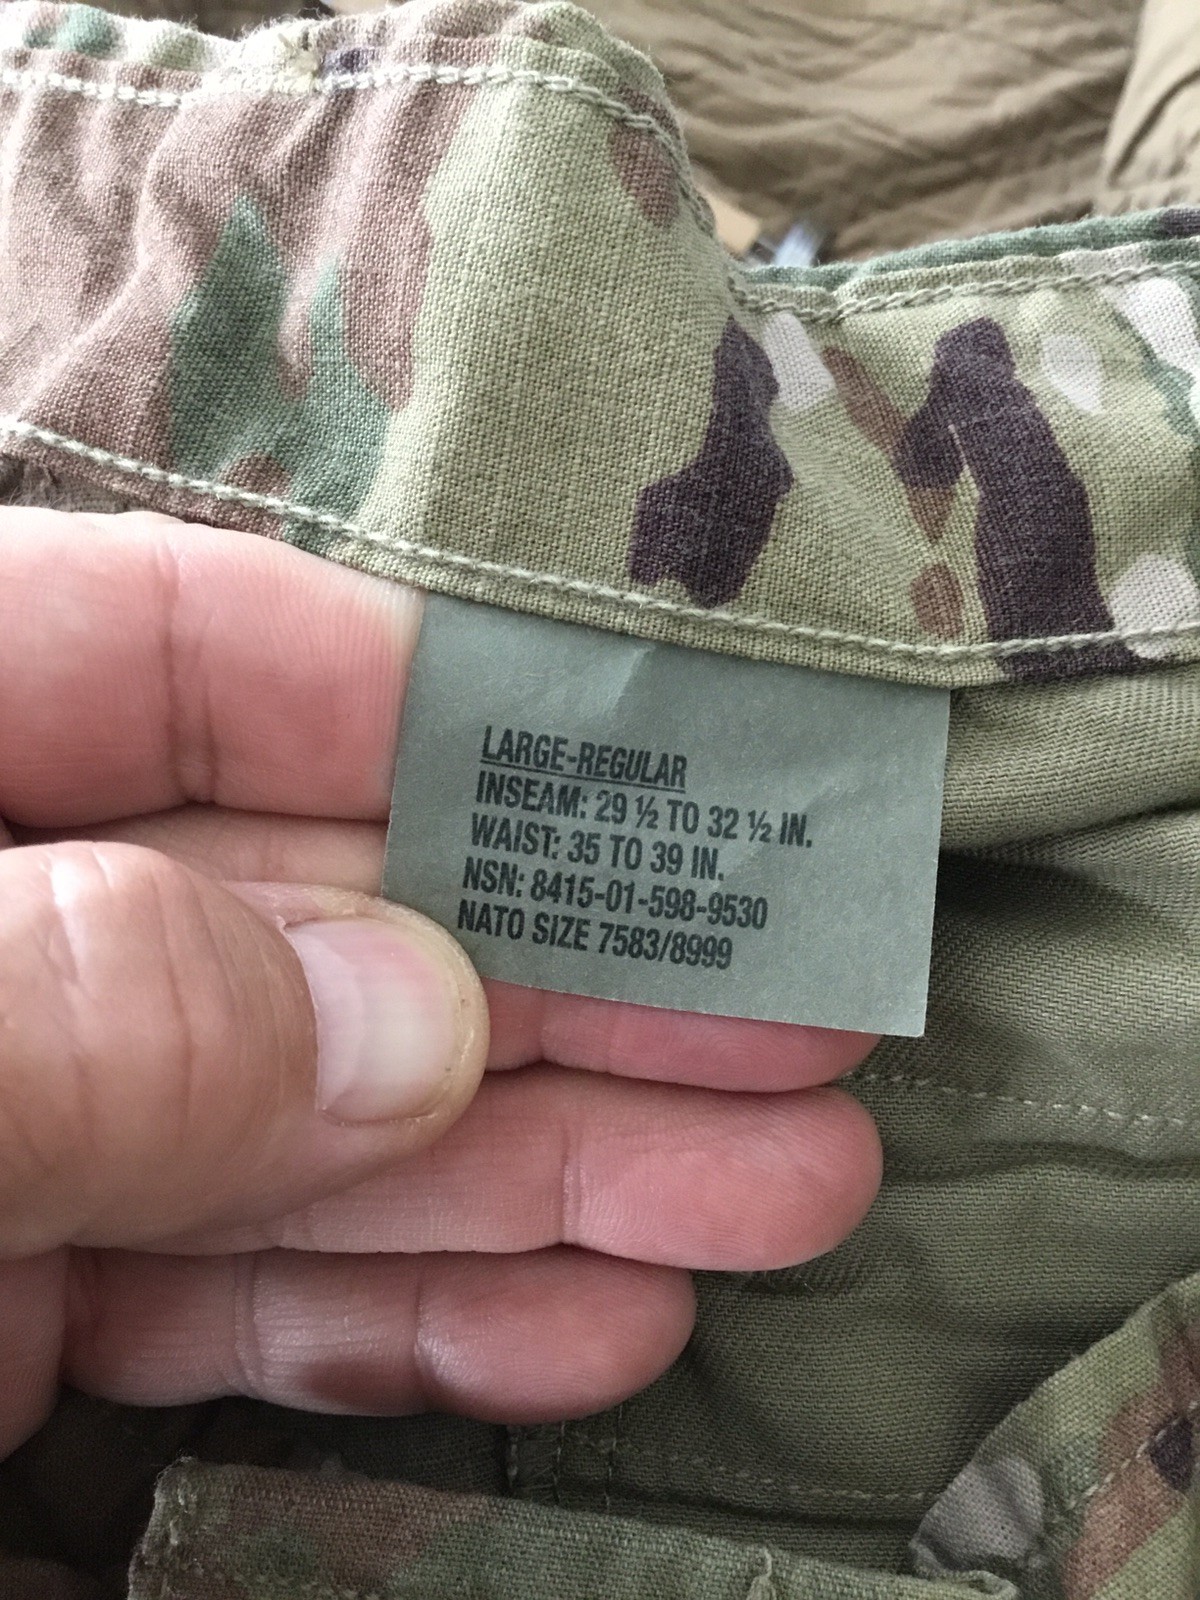 LARGE-REGULAR
INSEAM: 29 ½ TO 32 ½ IN.
WAIST: 35 TO 39 IN.
NSN: 8415-01-598-9530
NATO SIZE 7583/8999